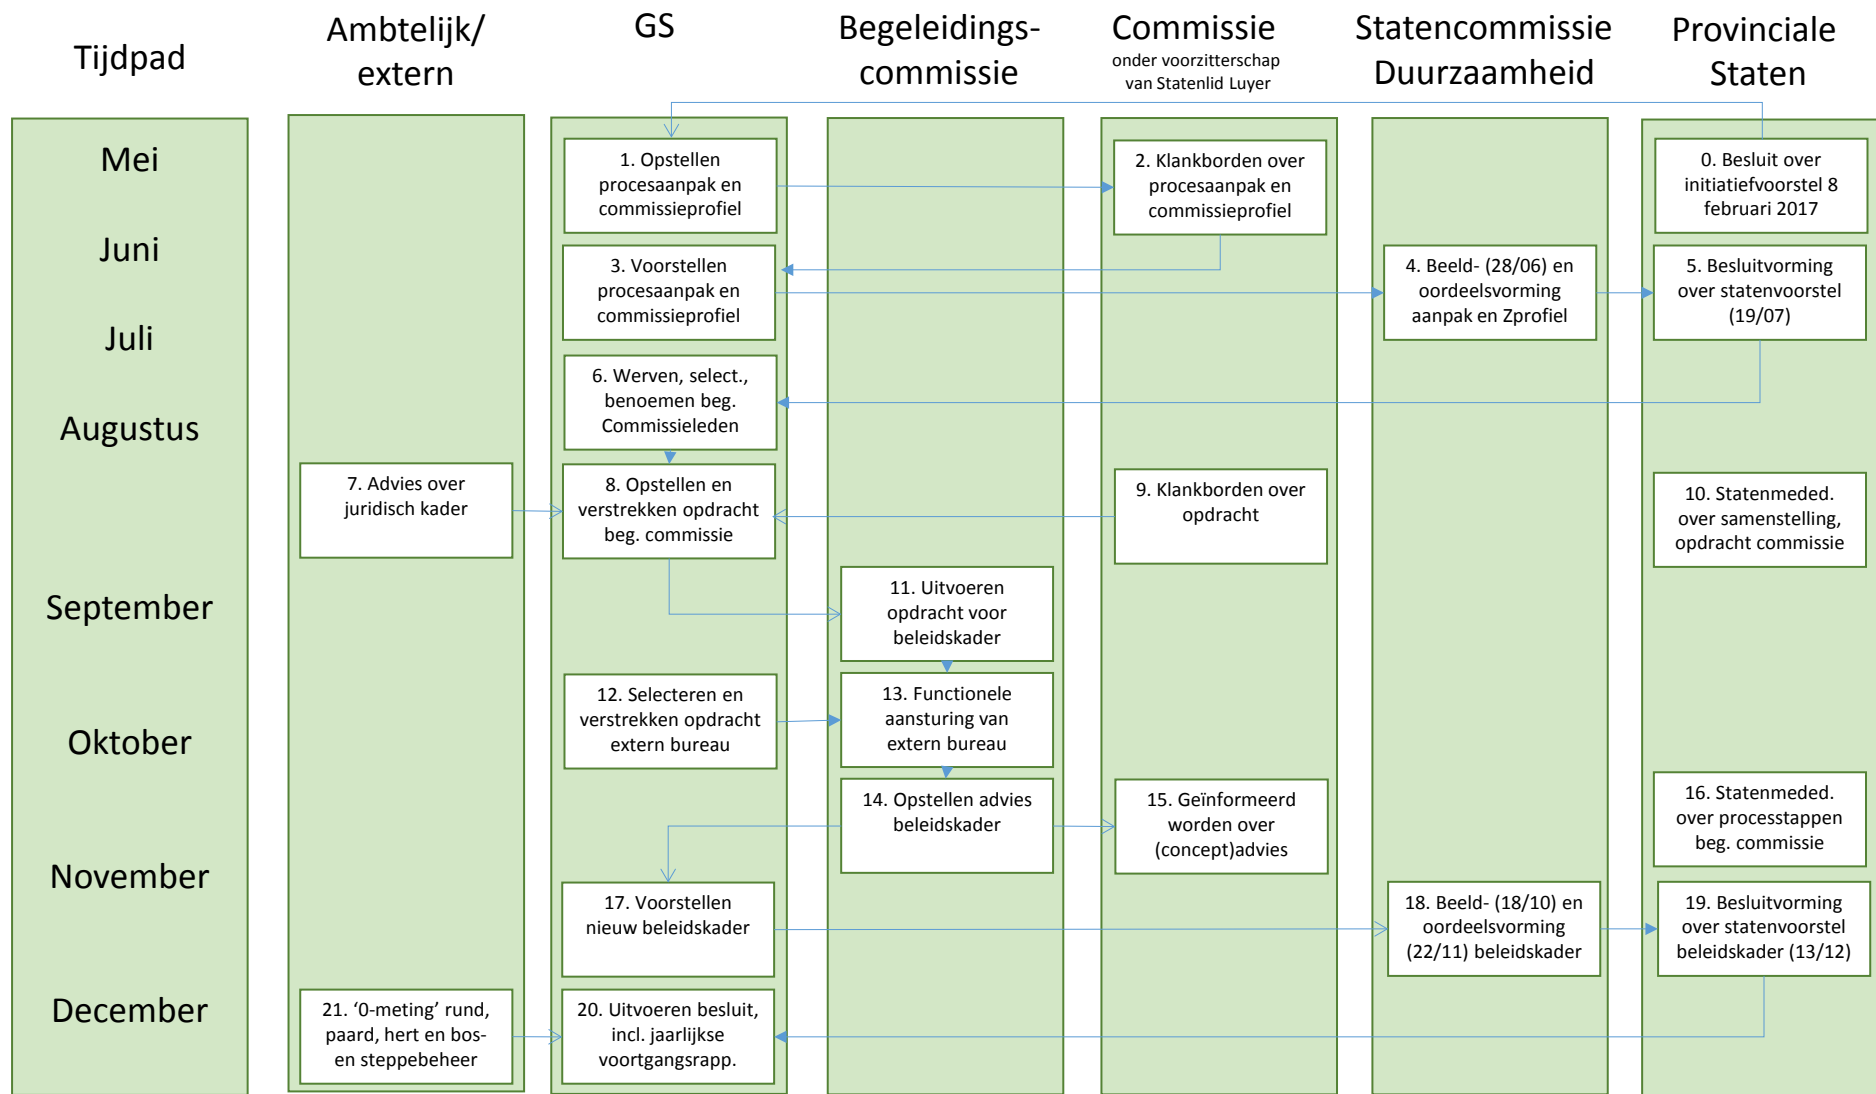 Tijdpad
Ambtelijk/
extern
GS
Begeleidings-
commissie
Commissie
onder voorzitterschap
van Statenlid Luyer
Statencommissie
Duurzaamheid
Provinciale
Staten
Mei
1. Opstellen
procesaanpak en
commissieprofiel
2. Klankborden over
procesaanpak en
commissieprofiel
0. Besluit over
initiatiefvoorstel 8
februari 2017
Juni
3. Voorstellen
procesaanpak en
commissieprofiel
4. Beeld- (28/06) en
oordeelsvorming
aanpak en Zprofiel
5. Besluitvorming
over statenvoorstel
(19/07)
Juli
6. Werven, select.,
benoemen beg.
Commissieleden
Augustus
7. Advies over
juridisch kader
8. Opstellen en
verstrekken opdracht
beg. commissie
9. Klankborden over
opdracht
10. Statenmeded.
over samenstelling,
opdracht commissie
September
11. Uitvoeren
opdracht voor
beleidskader
12. Selecteren en
verstrekken opdracht
extern bureau
13. Functionele
aansturing van
extern bureau
Oktober
14. Opstellen advies
beleidskader
15. Geïnformeerd
worden over
(concept)advies
16. Statenmeded.
over processtappen
beg. commissie
November
17. Voorstellen
nieuw beleidskader
18. Beeld- (18/10) en
oordeelsvorming
(22/11) beleidskader
19. Besluitvorming
over statenvoorstel
beleidskader (13/12)
December
21. ‘0-meting’ rund,
paard, hert en bos-
en steppebeheer
20. Uitvoeren besluit,
incl. jaarlijkse
voortgangsrapp.